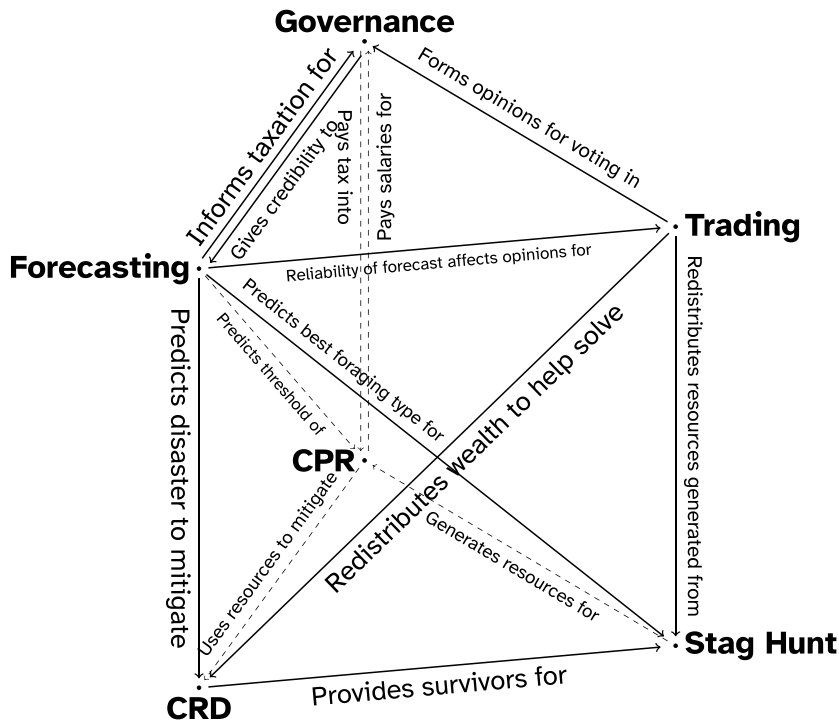 Governance
Informs taxation for
Gives credibility to
Pays tax into
Pays salaries for
Forms opinions for voting in
Trading
Forecasting
Reliability of forecast affects opinions for
Predicts best foraging type for
Predicts threshold of
Predicts disaster to mitigate
Redistributes wealth to help solve
Redistributes resources generated from
CPR
Uses resources to mitigate
Generates resources for
Stag Hunt
Provides survivors for
CRD